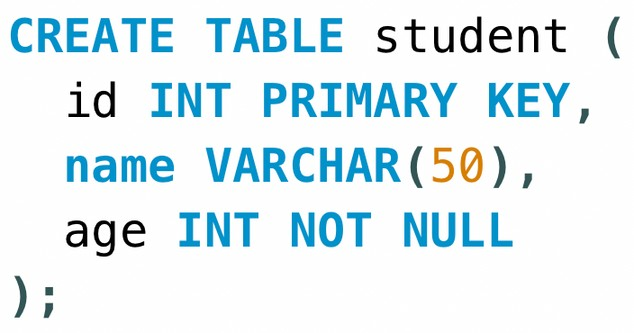 CREATE TABLE student (
  id INT PRIMARY KEY,
  name VARCHAR(50),
  age INT NOT NULL
);